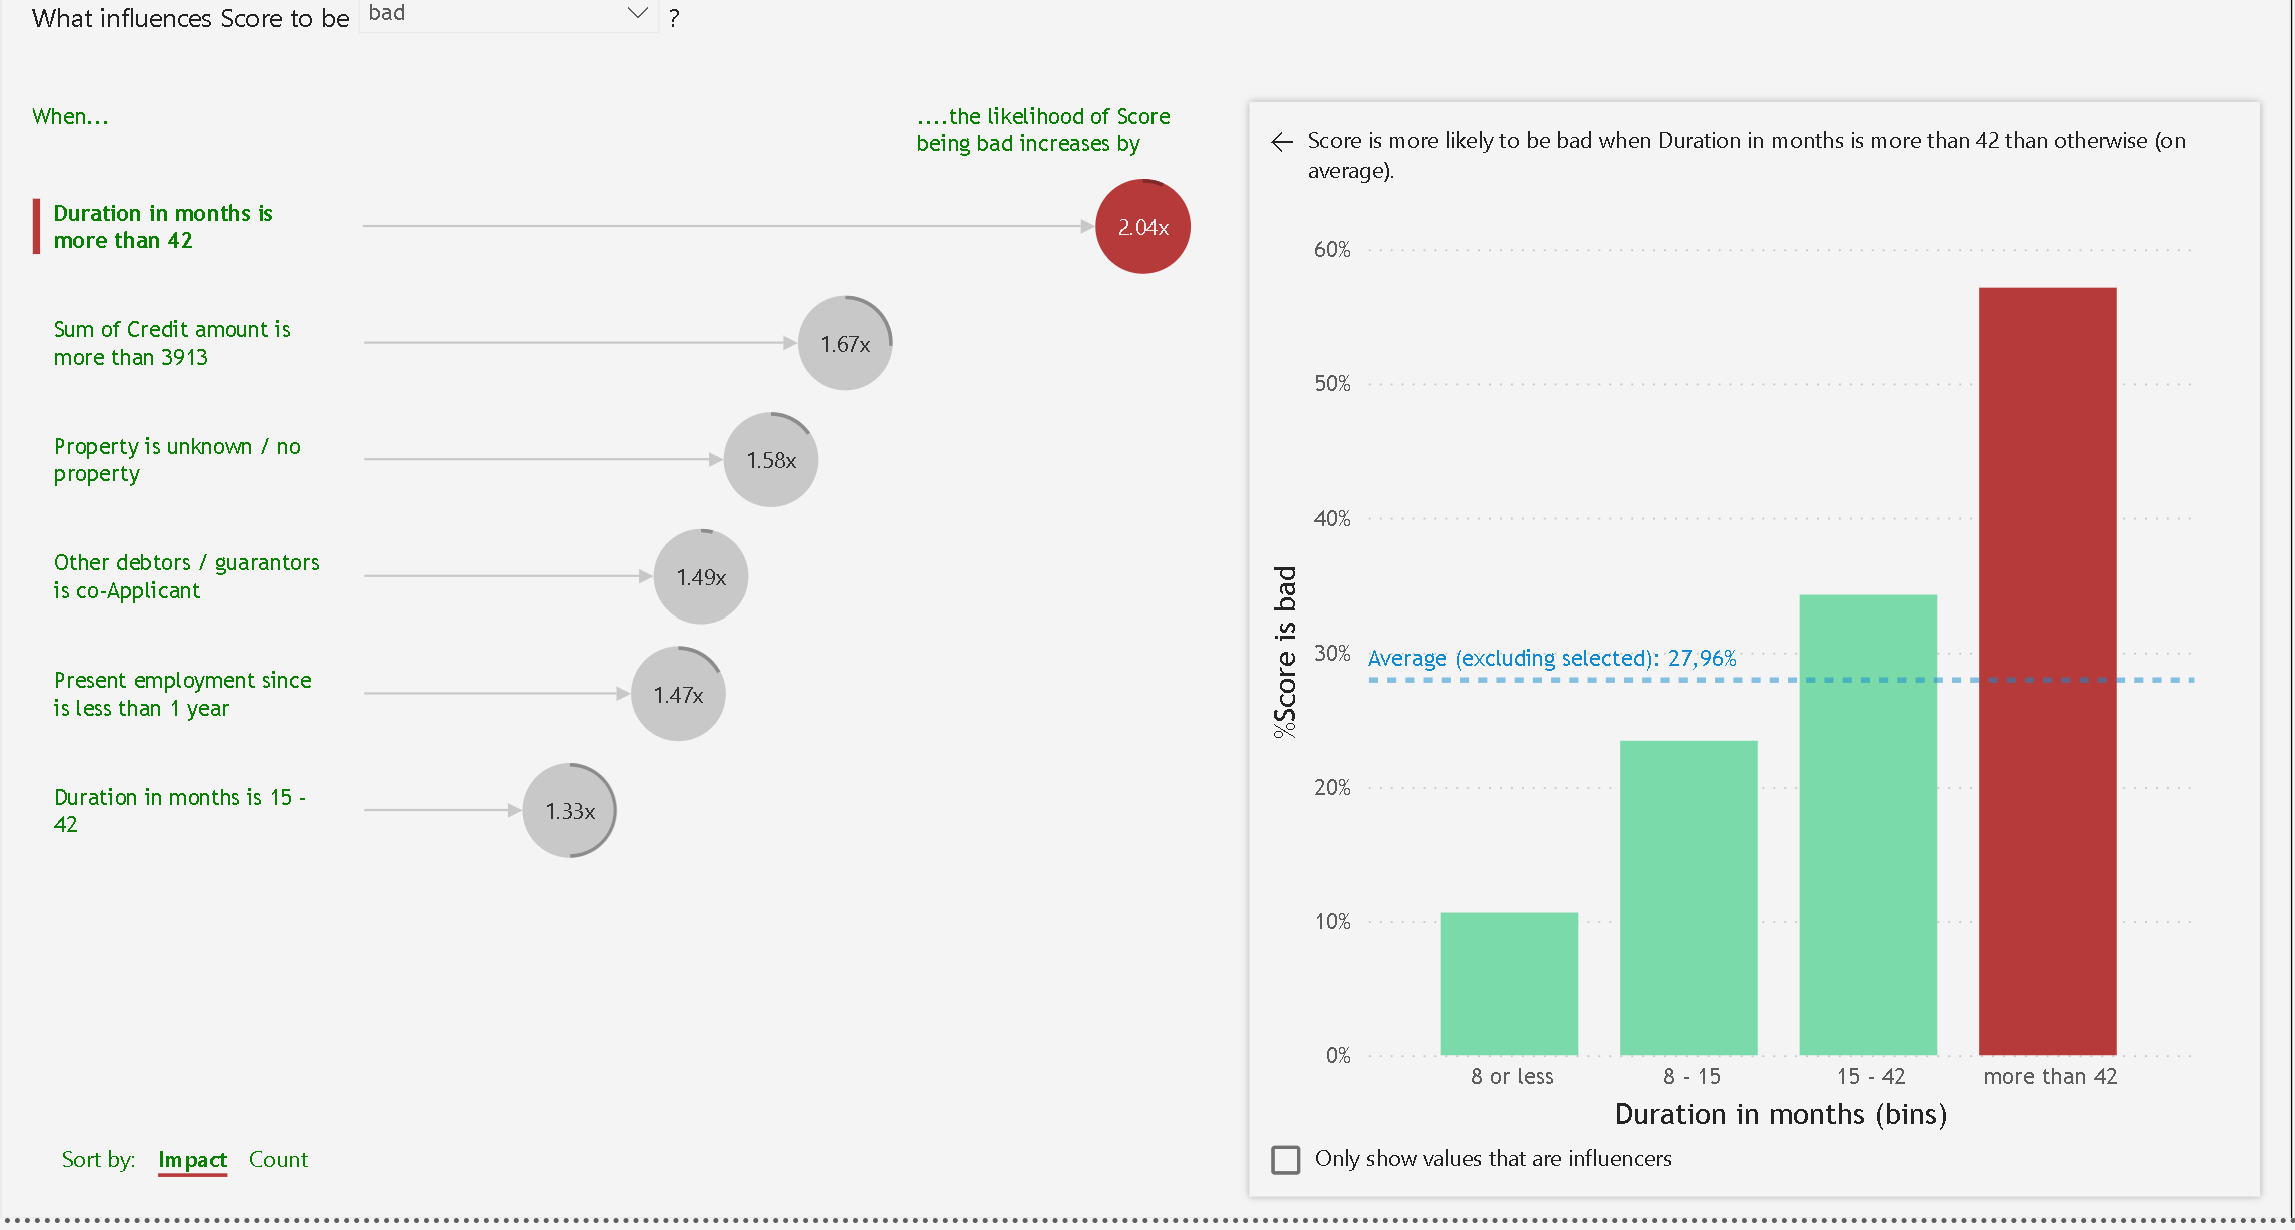 What influences Score to be bad ?
When...
....the likelihood of Score
being bad increases by
Duration in months is
more than 42
2.04x
Sum of Credit amount is
more than 3913
1.67x
Property is unknown / no
property
1.58x
Other debtors / guarantors
is co-Applicant
1.49x
Present employment since
is less than 1 year
1.47x
Duration in months is 15 -
42
1.33x
Sort by: Impact Count
Score is more likely to be bad when Duration in months is more than 42 than otherwise (on
average).
60%
50%
40%
30%
20%
10%
0%
%Score is bad
Average (excluding selected): 27,96%
8 or less
8 - 15
15 - 42
more than 42
Duration in months (bins)
Only show values that are influencers